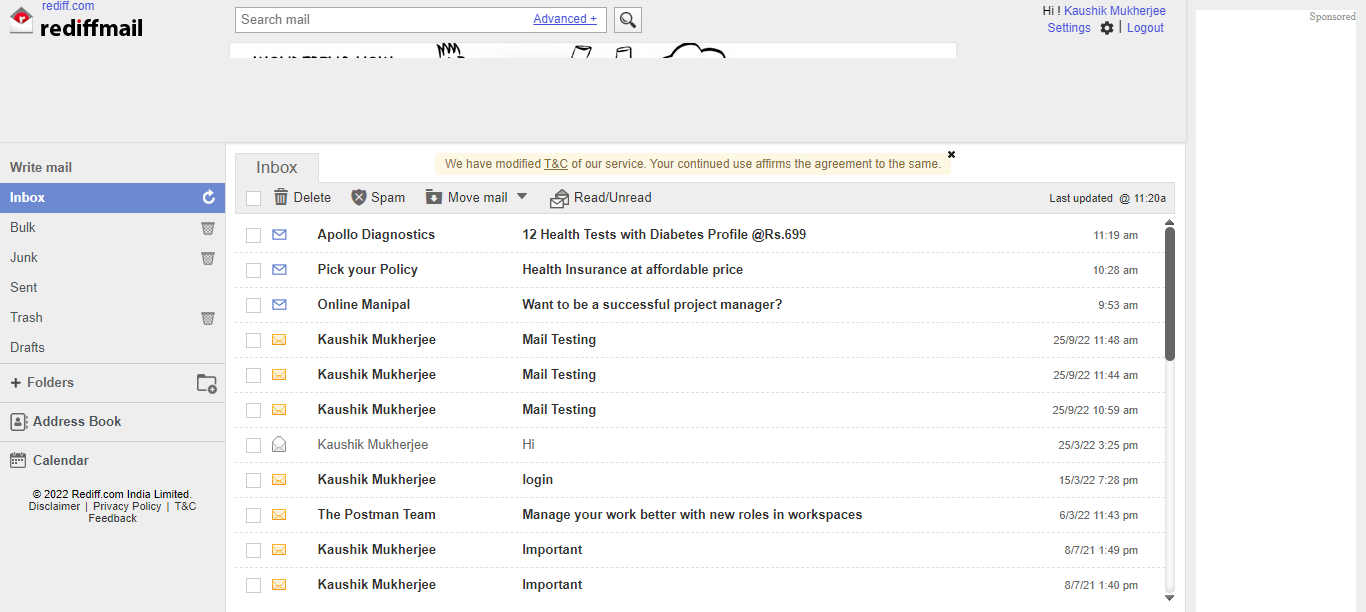 rediff.com
rediffmail
Search mail Advanced +
Hi ! Kaushik Mukherjee
Settings | Logout
Sponsored
Write mail
Inbox
Bulk
Junk
Sent
Trash
Drafts
+ Folders
Address Book
Calendar
© 2022 Rediff.com India Limited.
Disclaimer | Privacy Policy | T&C
Feedback
Inbox
We have modified T&C of our service. Your continued use affirms the agreement to the same.
Delete Spam Move mail Read/Unread Last updated @ 11:20a
Apollo Diagnostics 12 Health Tests with Diabetes Profile @Rs.699 11:19 am
Pick your Policy Health Insurance at affordable price 10:28 am
Online Manipal Want to be a successful project manager? 9:53 am
Kaushik Mukherjee Mail Testing 25/9/22 11:48 am
Kaushik Mukherjee Mail Testing 25/9/22 11:44 am
Kaushik Mukherjee Mail Testing 25/9/22 10:59 am
Kaushik Mukherjee Hi 25/3/22 3:25 pm
Kaushik Mukherjee login 15/3/22 7:28 pm
The Postman Team Manage your work better with new roles in workspaces 6/3/22 11:43 pm
Kaushik Mukherjee Important 8/7/21 1:49 pm
Kaushik Mukherjee Important 8/7/21 1:40 pm